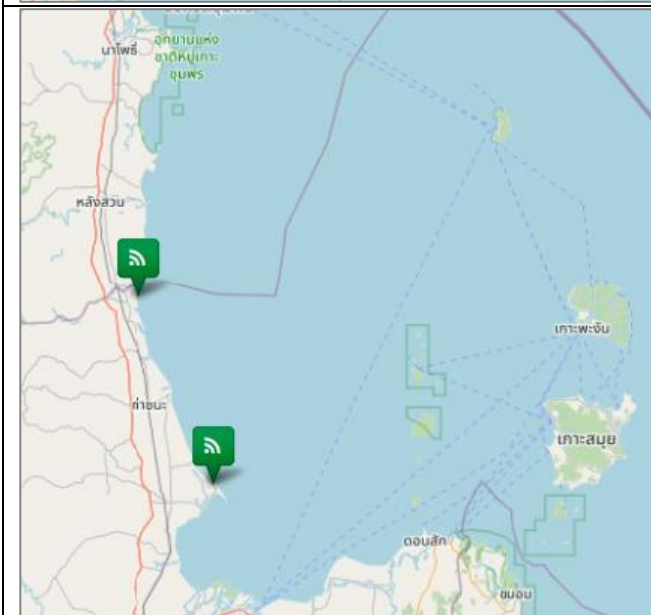 นาโพธิ์
อุทยานแห่ง
ชาติหมู่เกาะ
ชุมพร
หลังสวน
เกาะพะงัน
ท่าชนะ
เกาะสมุย
ดอนสัก
ขนอม